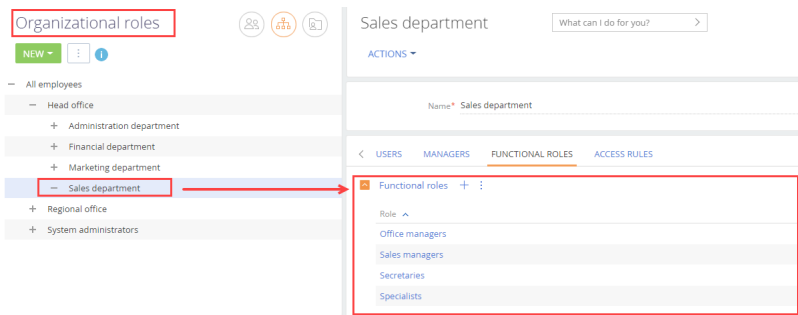 Organizational roles
NEW
All employees
Head office
Administration department
Financial department
Marketing department
Sales department
Regional office
System administrators
Sales department
What can I do for you?
ACTIONS
Name* Sales department
USERS MANAGERS FUNCTIONAL ROLES ACCESS RULES
Functional roles
Role
Office managers
Sales managers
Secretaries
Specialists